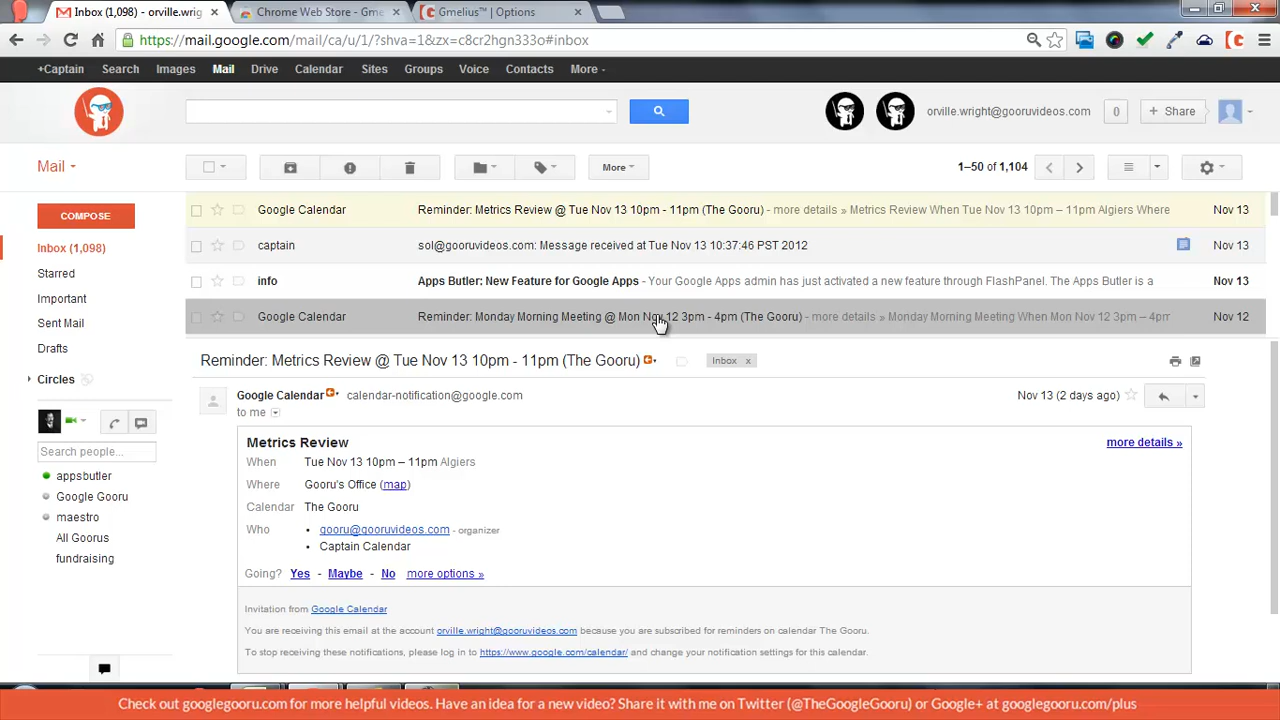 Inbox (1,098) - orville.wrig ×
Chrome Web Store - Gme ×
Gmelius™ | Options ×
https://mail.google.com/mail/ca/u/1/?shva=1&zx=c8cr2hgn333o#inbox
+Captain Search Images Mail Drive Calendar Sites Groups Voice Contacts More
orville.wright@gooruvideos.com 0 + Share
Mail
More
1–50 of 1,104
COMPOSE
Inbox (1,098)
Starred
Important
Sent Mail
Drafts
Circles
Search people...
appsbutler
Google Gooru
maestro
All Goorus
fundraising
Google Calendar Reminder: Metrics Review @ Tue Nov 13 10pm - 11pm (The Gooru) - more details » Metrics Review When Tue Nov 13 10pm – 11pm Algiers Where Nov 13
captain sol@gooruvideos.com: Message received at Tue Nov 13 10:37:46 PST 2012 Nov 13
info Apps Butler: New Feature for Google Apps - Your Google Apps admin has just activated a new feature through FlashPanel. The Apps Butler is a Nov 13
Google Calendar Reminder: Monday Morning Meeting @ Mon Nov 12 3pm - 4pm (The Gooru) - more details » Monday Morning Meeting When Mon Nov 12 3pm – 4pm Nov 12
Reminder: Metrics Review @ Tue Nov 13 10pm - 11pm (The Gooru) Inbox x
Google Calendar calendar-notification@google.com Nov 13 (2 days ago)
to me
Metrics Review more details »
When Tue Nov 13 10pm – 11pm Algiers
Where Gooru's Office (map)
Calendar The Gooru
Who • gooru@gooruvideos.com - organizer
• Captain Calendar
Going? Yes - Maybe - No more options »
Invitation from Google Calendar
You are receiving this email at the account orville.wright@gooruvideos.com because you are subscribed for reminders on calendar The Gooru.
To stop receiving these notifications, please log in to https://www.google.com/calendar/ and change your notification settings for this calendar.
Check out googlegooru.com for more helpful videos. Have an idea for a new video? Share it with me on Twitter (@TheGoogleGooru) or Google+ at googlegooru.com/plus